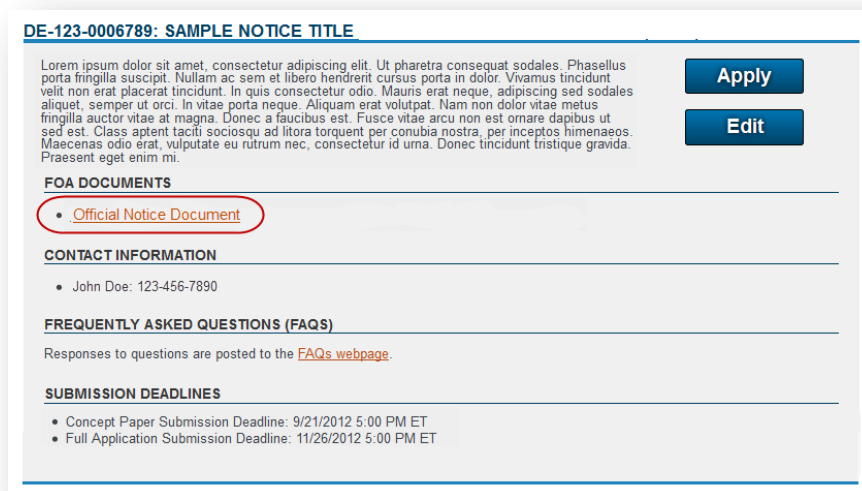 DE-123-0006789: SAMPLE NOTICE TITLE
Lorem ipsum dolor sit amet, consectetur adipiscing elit. Ut pharetra consequat sodales. Phasellus
porta fringilla suscipit. Nullam ac sem et libero hendrerit cursus porta in dolor. Vivamus tincidunt
velit non erat placerat tincidunt. In quis consectetur odio. Mauris erat neque, adipiscing sed sodales
aliquet, semper ut orci. In vitae porta neque. Aliquam erat volutpat. Nam non dolor vitae metus
fringilla auctor vitae at magna. Donec a faucibus est. Fusce vitae arcu non est ornare dapibus ut
sed est. Class aptent taciti sociosqu ad litora torquent per conubia nostra, per inceptos himenaeos.
Maecenas odio erat, vulputate eu rutrum nec, consectetur id urna. Donec tincidunt tristique gravida.
Praesent eget enim mi.
Apply
Edit
FOA DOCUMENTS
• Official Notice Document
CONTACT INFORMATION
• John Doe: 123-456-7890
FREQUENTLY ASKED QUESTIONS (FAQS)
Responses to questions are posted to the FAQs webpage.
SUBMISSION DEADLINES
• Concept Paper Submission Deadline: 9/21/2012 5:00 PM ET
• Full Application Submission Deadline: 11/26/2012 5:00 PM ET